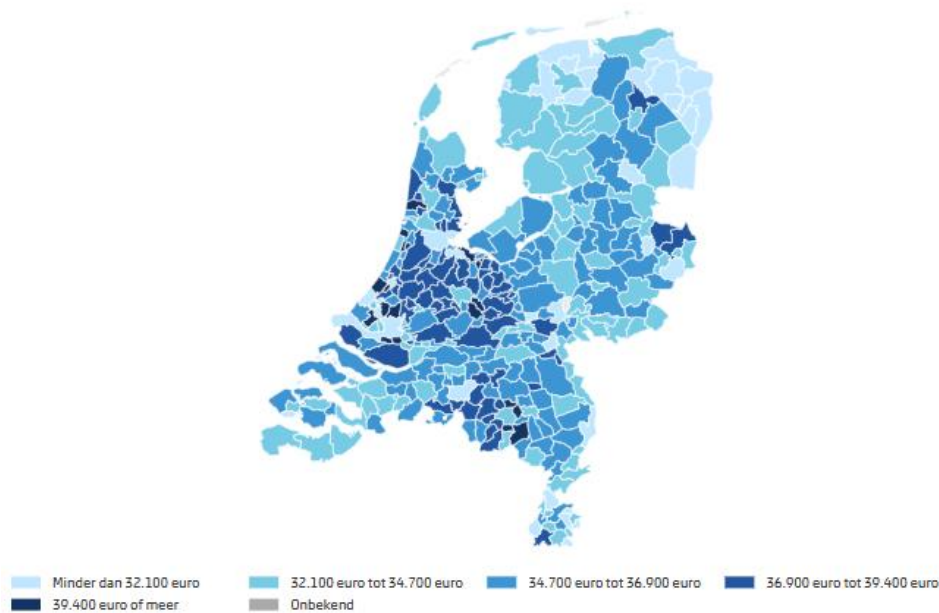 Minder dan 32.100 euro
32.100 euro tot 34.700 euro
34.700 euro tot 36.900 euro
36.900 euro tot 39.400 euro
39.400 euro of meer
Onbekend